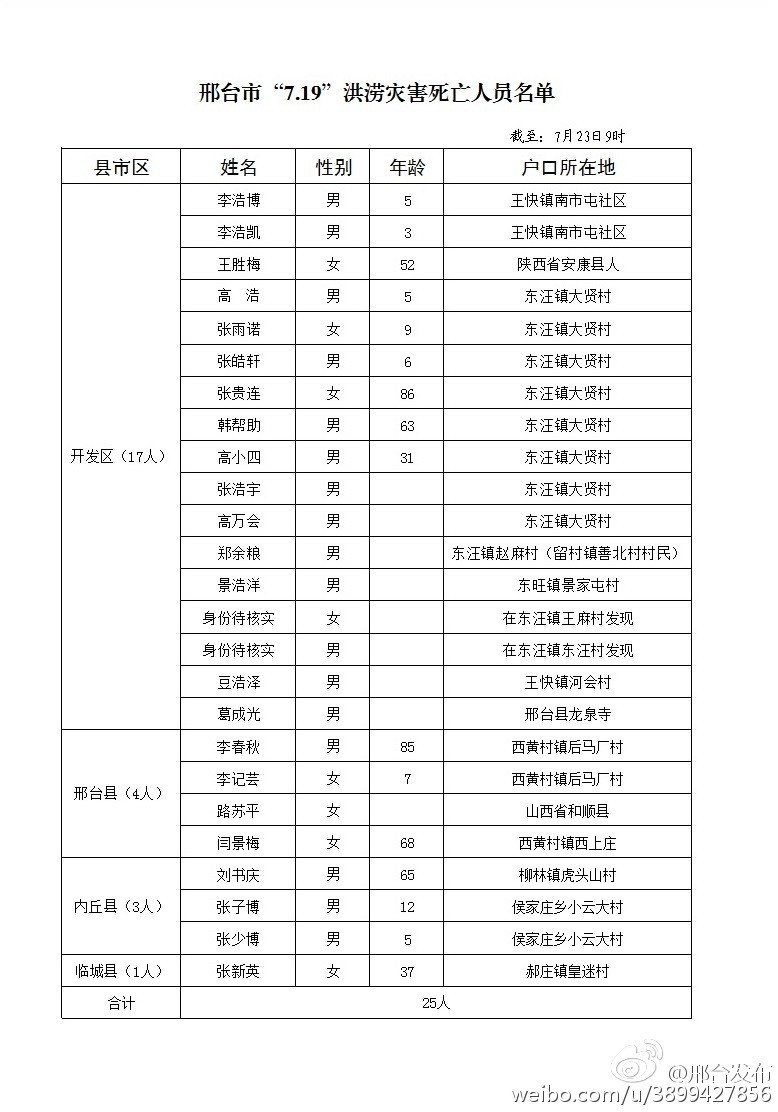 邢台市“7.19”洪涝灾害死亡人员名单
截至：7月23日9时
县市区 姓名 性别 年龄 户口所在地
李浩博 男 5 王快镇南市屯社区
李浩凯 男 3 王快镇南市屯社区
王胜梅 女 52 陕西省安康县人
高 浩 男 5 东汪镇大贤村
张雨诺 女 9 东汪镇大贤村
张皓轩 男 6 东汪镇大贤村
张贵连 女 86 东汪镇大贤村
韩帮助 男 63 东汪镇大贤村
开发区（17人） 高小四 男 31 东汪镇大贤村
张浩宇 男 东汪镇大贤村
高万会 男 东汪镇大贤村
郑余粮 男 东汪镇赵麻村（留村镇善北村村民）
景浩洋 男 东旺镇景家屯村
身份待核实 女 在东汪镇王麻村发现
身份待核实 男 在东汪镇东汪村发现
豆浩泽 男 王快镇河会村
葛成光 男 邢台县龙泉寺
李春秋 男 85 西黄村镇后马厂村
邢台县（4人） 李记芸 女 7 西黄村镇后马厂村
路苏平 女 山西省和顺县
闫景梅 女 68 西黄村镇西上庄
刘书庆 男 65 柳林镇虎头山村
内丘县（3人） 张子博 男 12 侯家庄乡小云大村
张少博 男 5 侯家庄乡小云大村
临城县（1人） 张新英 女 37 郝庄镇皇迷村
合计 25人
@邢台发布
weibo.com/u/3899427856